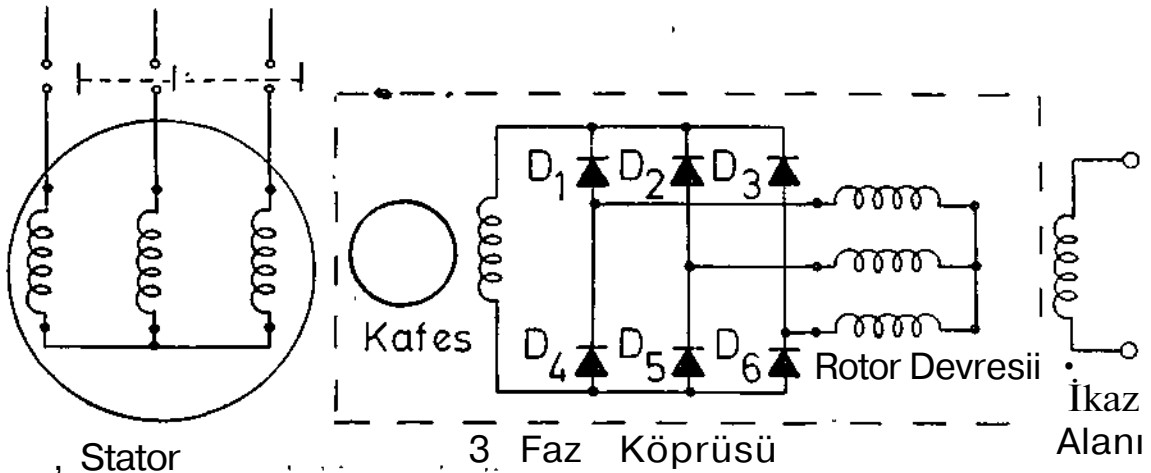 D1 D2 D3
Kafes
D4 D5 D6
Rotor Devresii
İkaz
Alanı
Stator
3 Faz Köprüsü